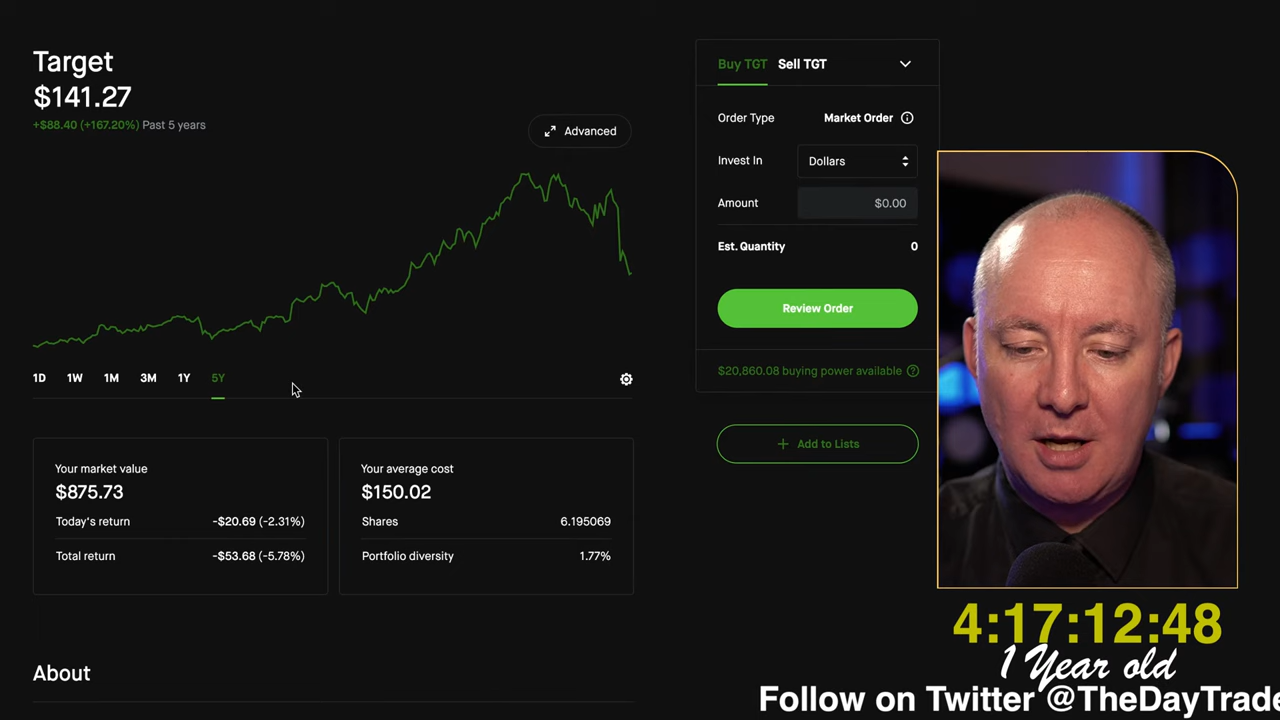 Target
$141.27
+$88.40 (+167.20%) Past 5 years
Advanced
1D 1W 1M 3M 1Y 5Y
Your market value
$875.73
Today's return -$20.69 (-2.31%)
Total return -$53.68 (-5.78%)
Your average cost
$150.02
Shares 6.195069
Portfolio diversity 1.77%
About
Buy TGT Sell TGT
Order Type Market Order
Invest In Dollars
Amount $0.00
Est. Quantity 0
Review Order
$20,860.08 buying power available
Add to Lists
4:17:12:48
1 Year old
Follow on Twitter @TheDayTrade